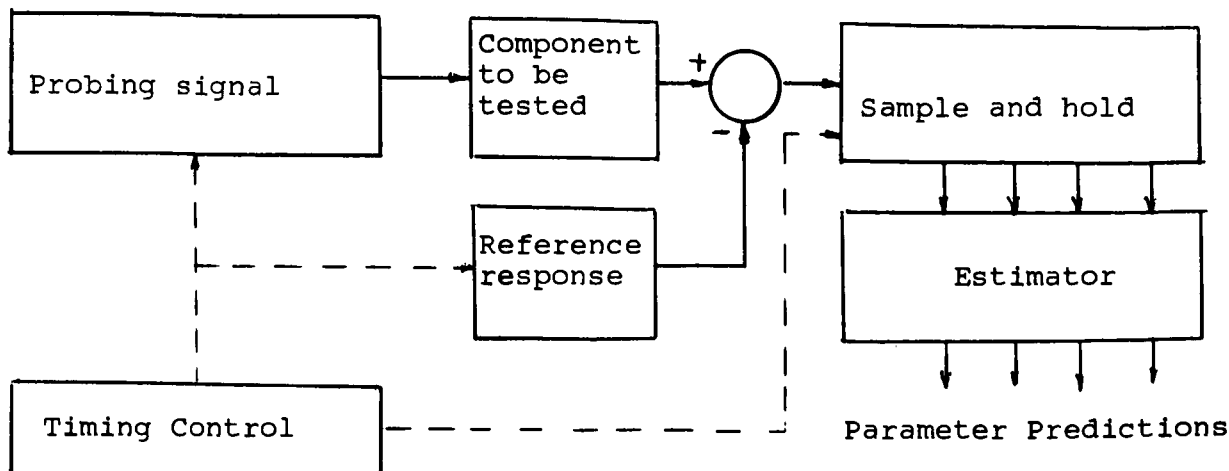 Probing signal
Component
to be
tested
+
-
Sample and hold
Reference
response
Estimator
Timing Control
Parameter Predictions